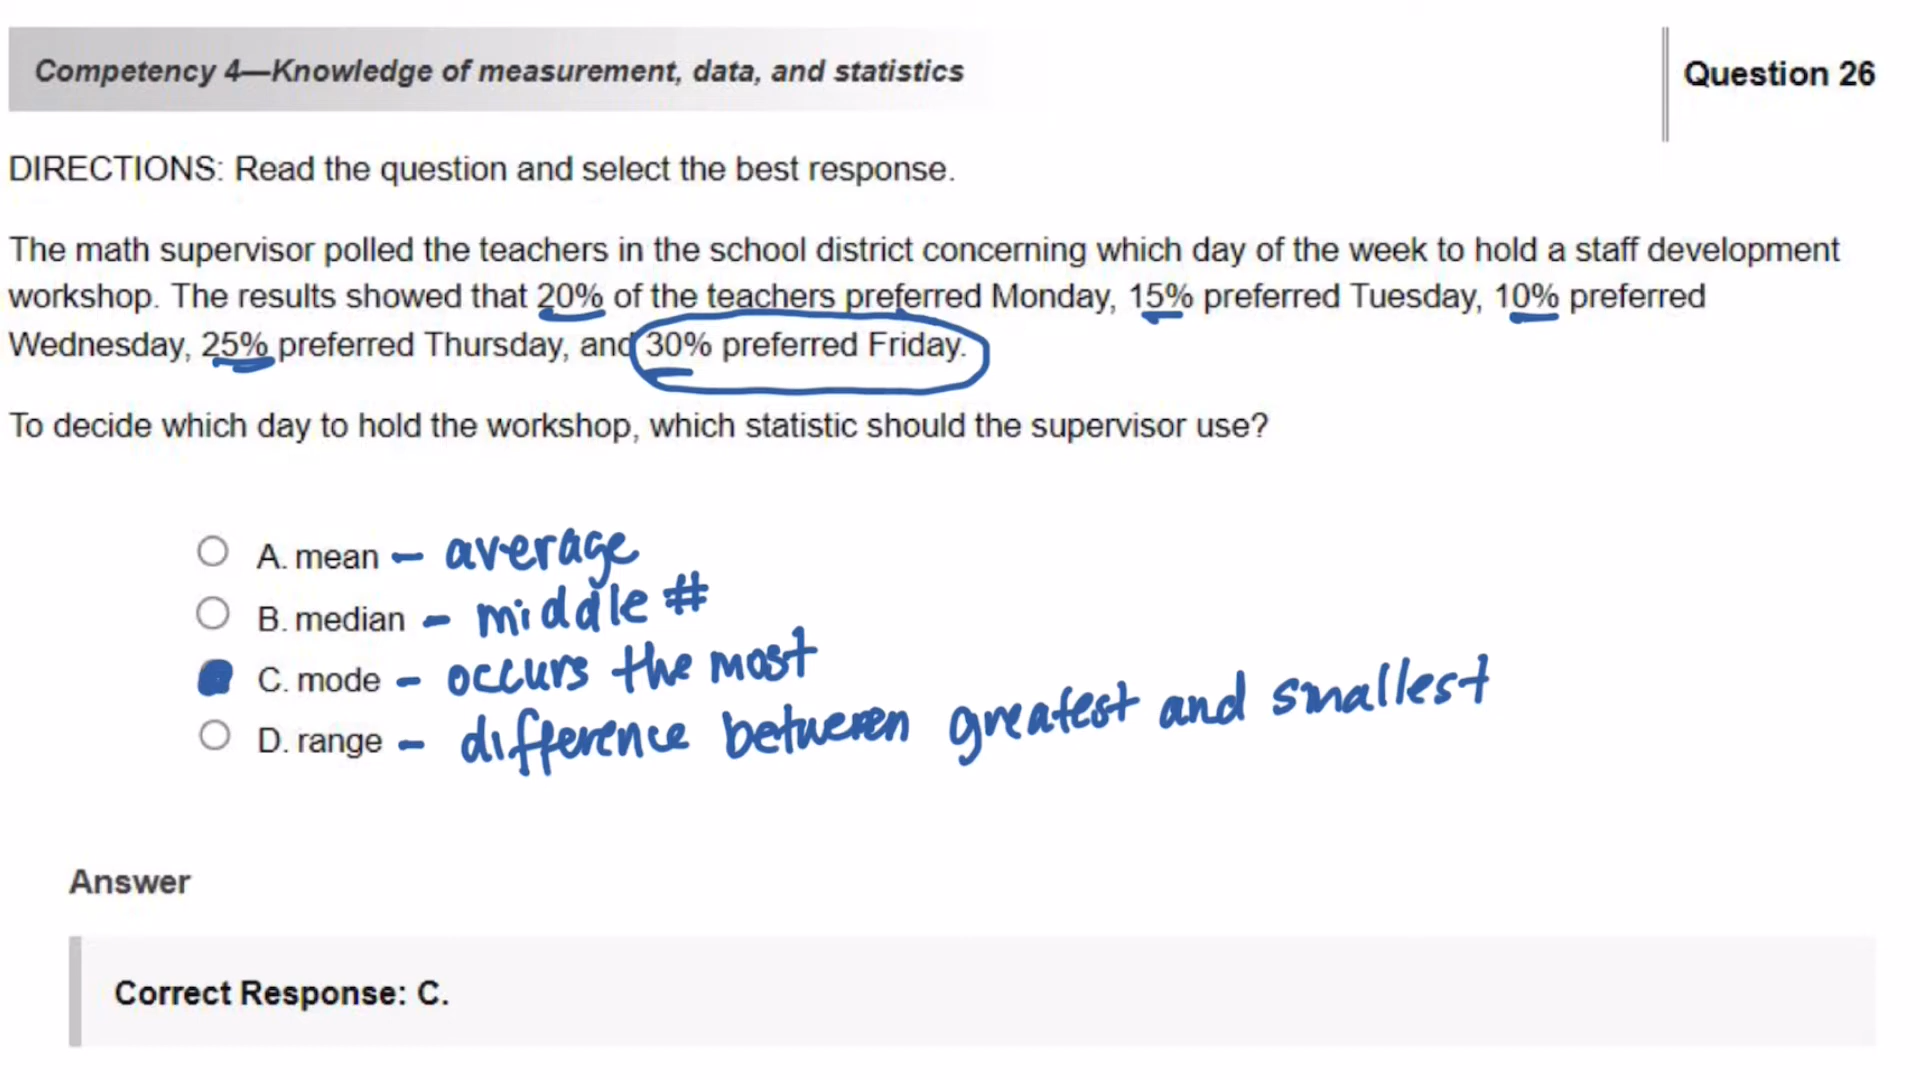 Competency 4—Knowledge of measurement, data, and statistics
Question 26
DIRECTIONS: Read the question and select the best response.
The math supervisor polled the teachers in the school district concerning which day of the week to hold a staff development
workshop. The results showed that 20% of the teachers preferred Monday, 15% preferred Tuesday, 10% preferred
Wednesday, 25% preferred Thursday, and 30% preferred Friday.
To decide which day to hold the workshop, which statistic should the supervisor use?
A. mean - average
B. median - middle #
C. mode - occurs the most
D. range - difference between greatest and smallest
Answer
Correct Response: C.